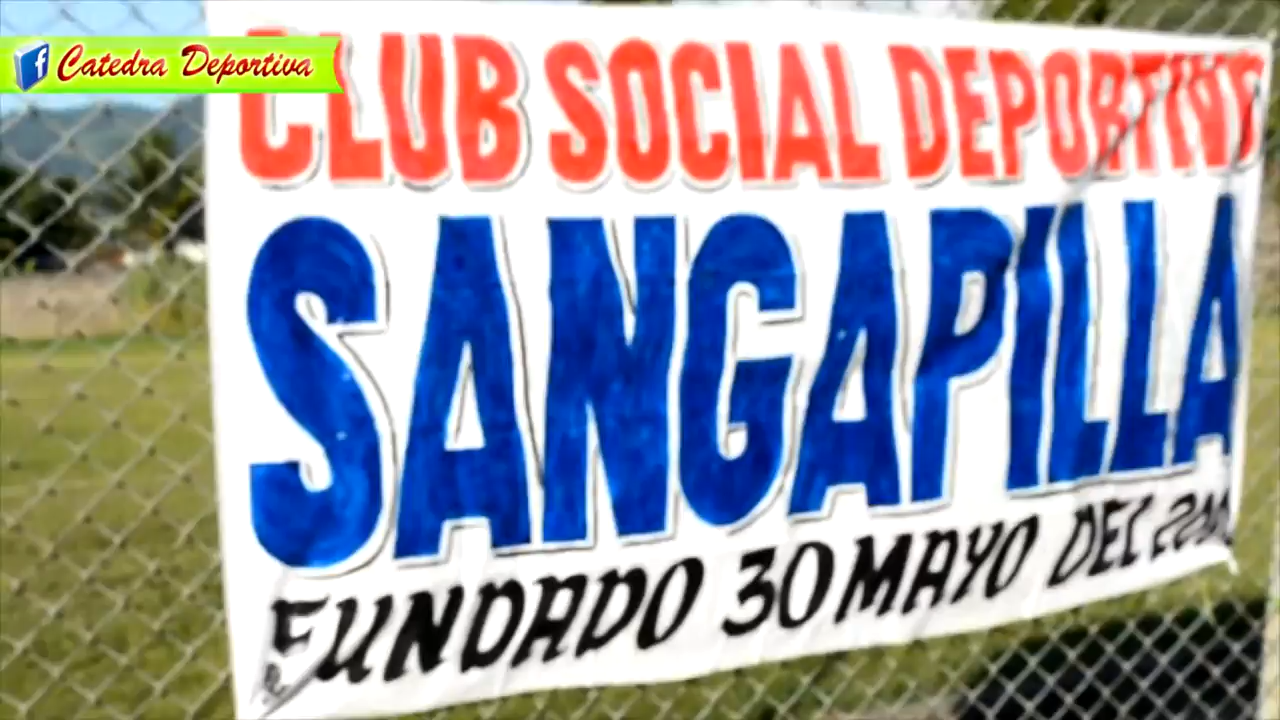 Catedra Deportiva
CLUB SOCIAL DEPORTIVO
SANGAPILLA
FUNDADO 30 MAYO DEL